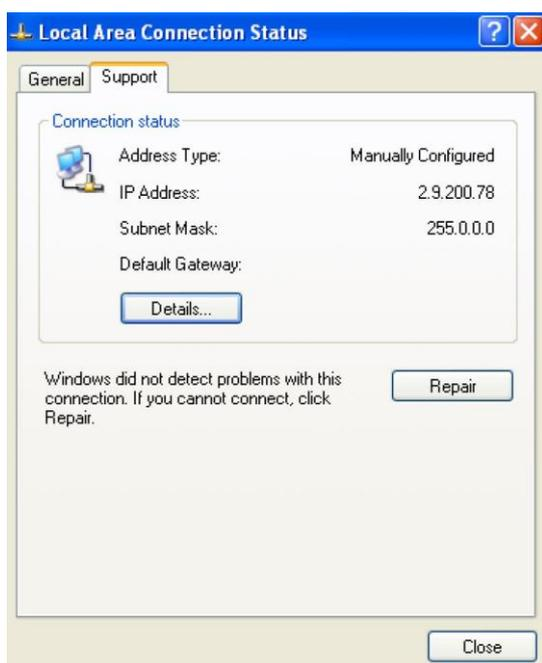 Local Area Connection Status
General Support
Connection status
Address Type: Manually Configured
IP Address: 2.9.200.78
Subnet Mask: 255.0.0.0
Default Gateway:
Details...
Windows did not detect problems with this
connection. If you cannot connect, click
Repair.
Repair
Close